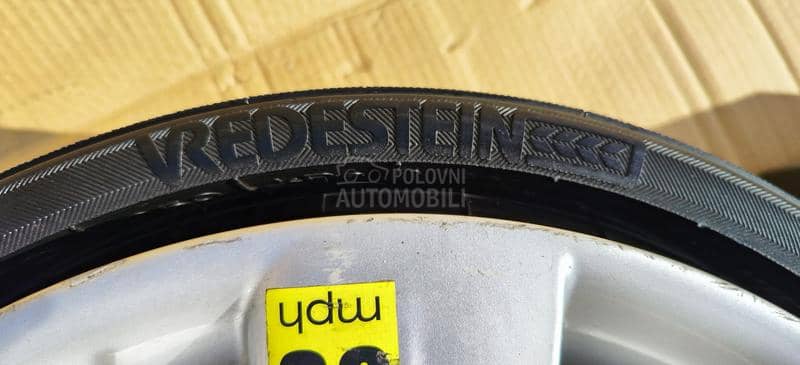 VREDESTEIN
POLOVNI
AUTOMOBILI
mph